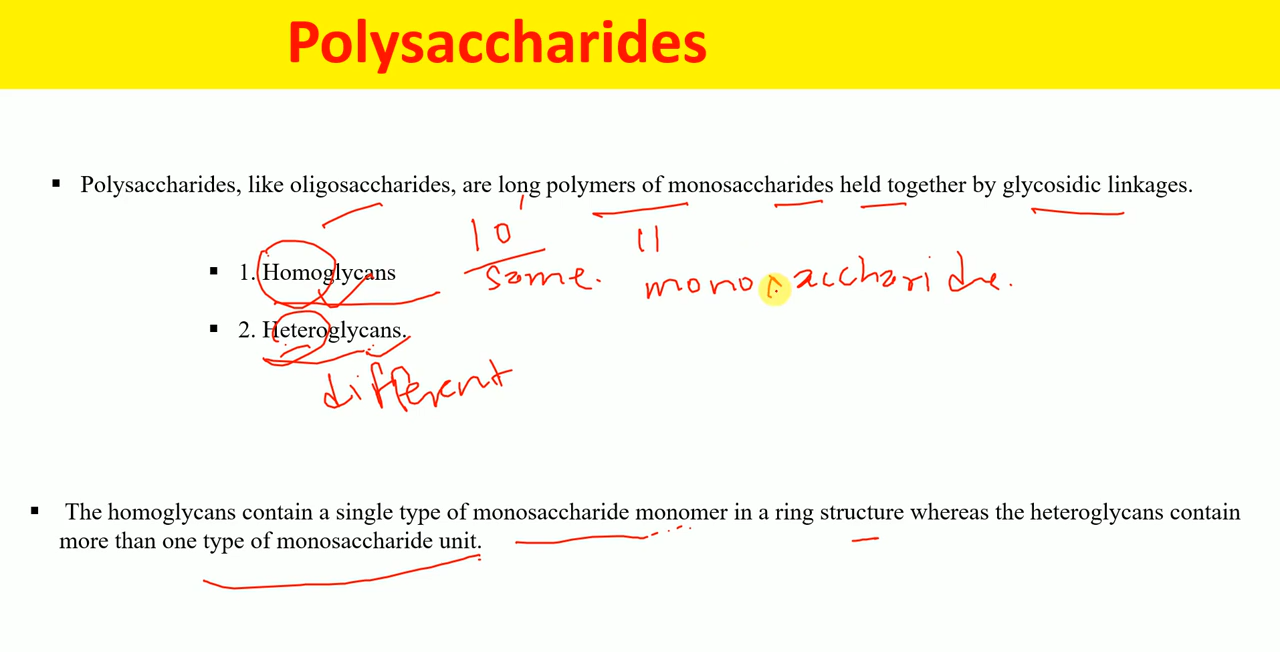 Polysaccharides
▪ Polysaccharides, like oligosaccharides, are long polymers of monosaccharides held together by glycosidic linkages.
10 11
▪ 1. Homoglycans same. monosaccharide.
▪ 2. Heteroglycans.
different
▪ The homoglycans contain a single type of monosaccharide monomer in a ring structure whereas the heteroglycans contain
more than one type of monosaccharide unit.